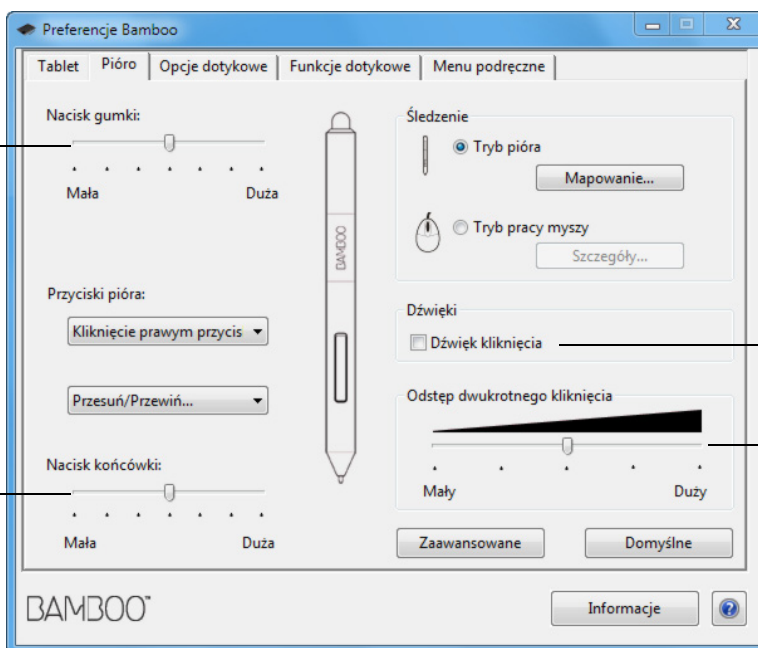 Preferencje Bamboo
Tablet Pióro Opcje dotykowe Funkcje dotykowe Menu podręczne
Nacisk gumki:
Mała Duża
Przyciski pióra:
Kliknięcie prawym przycis
Przesuń/Przewiń...
Nacisk końcówki:
Mała Duża
BAMBOO
Śledzenie
Tryb pióra
Mapowanie...
Tryb pracy myszy
Szczegóły...
Dźwięki
Dźwięk kliknięcia
Odstęp dwukrotnego kliknięcia
Mały Duży
Zaawansowane Domyślne
BAMBOO™
Informacje ?